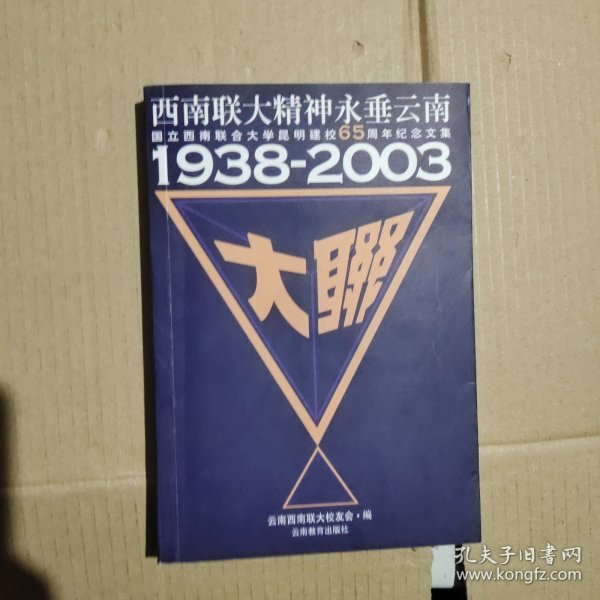 西南联大精神永垂云南
国立西南联合大学昆明建校65周年纪念文集
1938-2003
大聯
云南西南联大校友会·编
云南教育出版社
孔夫子旧书网
www.kongfz.com